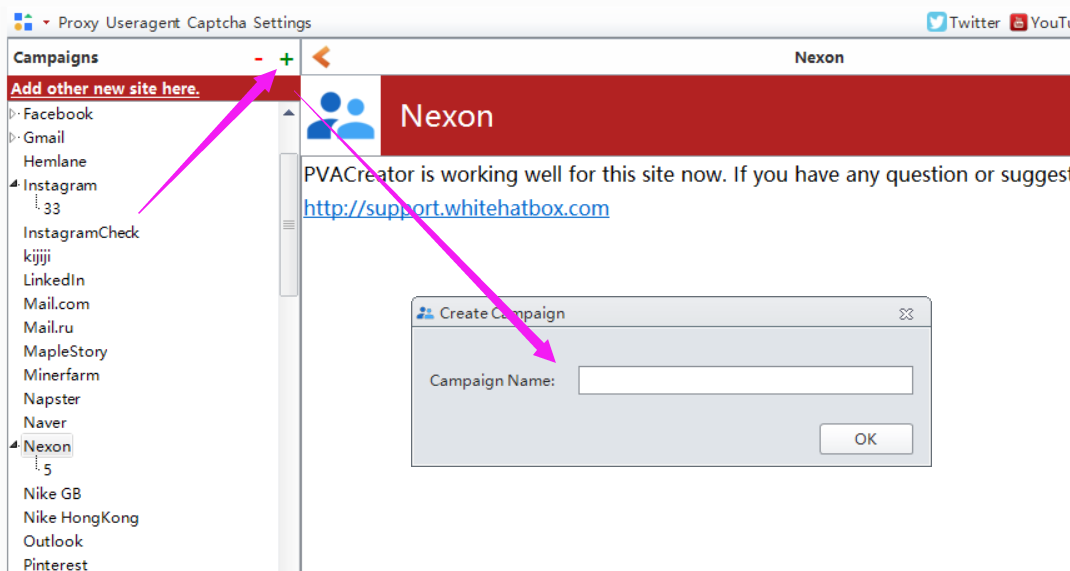 Proxy Useragent Captcha Settings
Twitter
Campaigns - +
Nexon
Add other new site here.
Facebook
Gmail
Hemlane
Instagram
33
InstagramCheck
kijiji
LinkedIn
Mail.com
Mail.ru
MapleStory
Minerfarm
Napster
Naver
Nexon
5
Nike GB
Nike HongKong
Outlook
Pinterest
Nexon
PVACreator is working well for this site now. If you have any question or suggest
http://support.whitehatbox.com
Create Campaign
Campaign Name:
OK